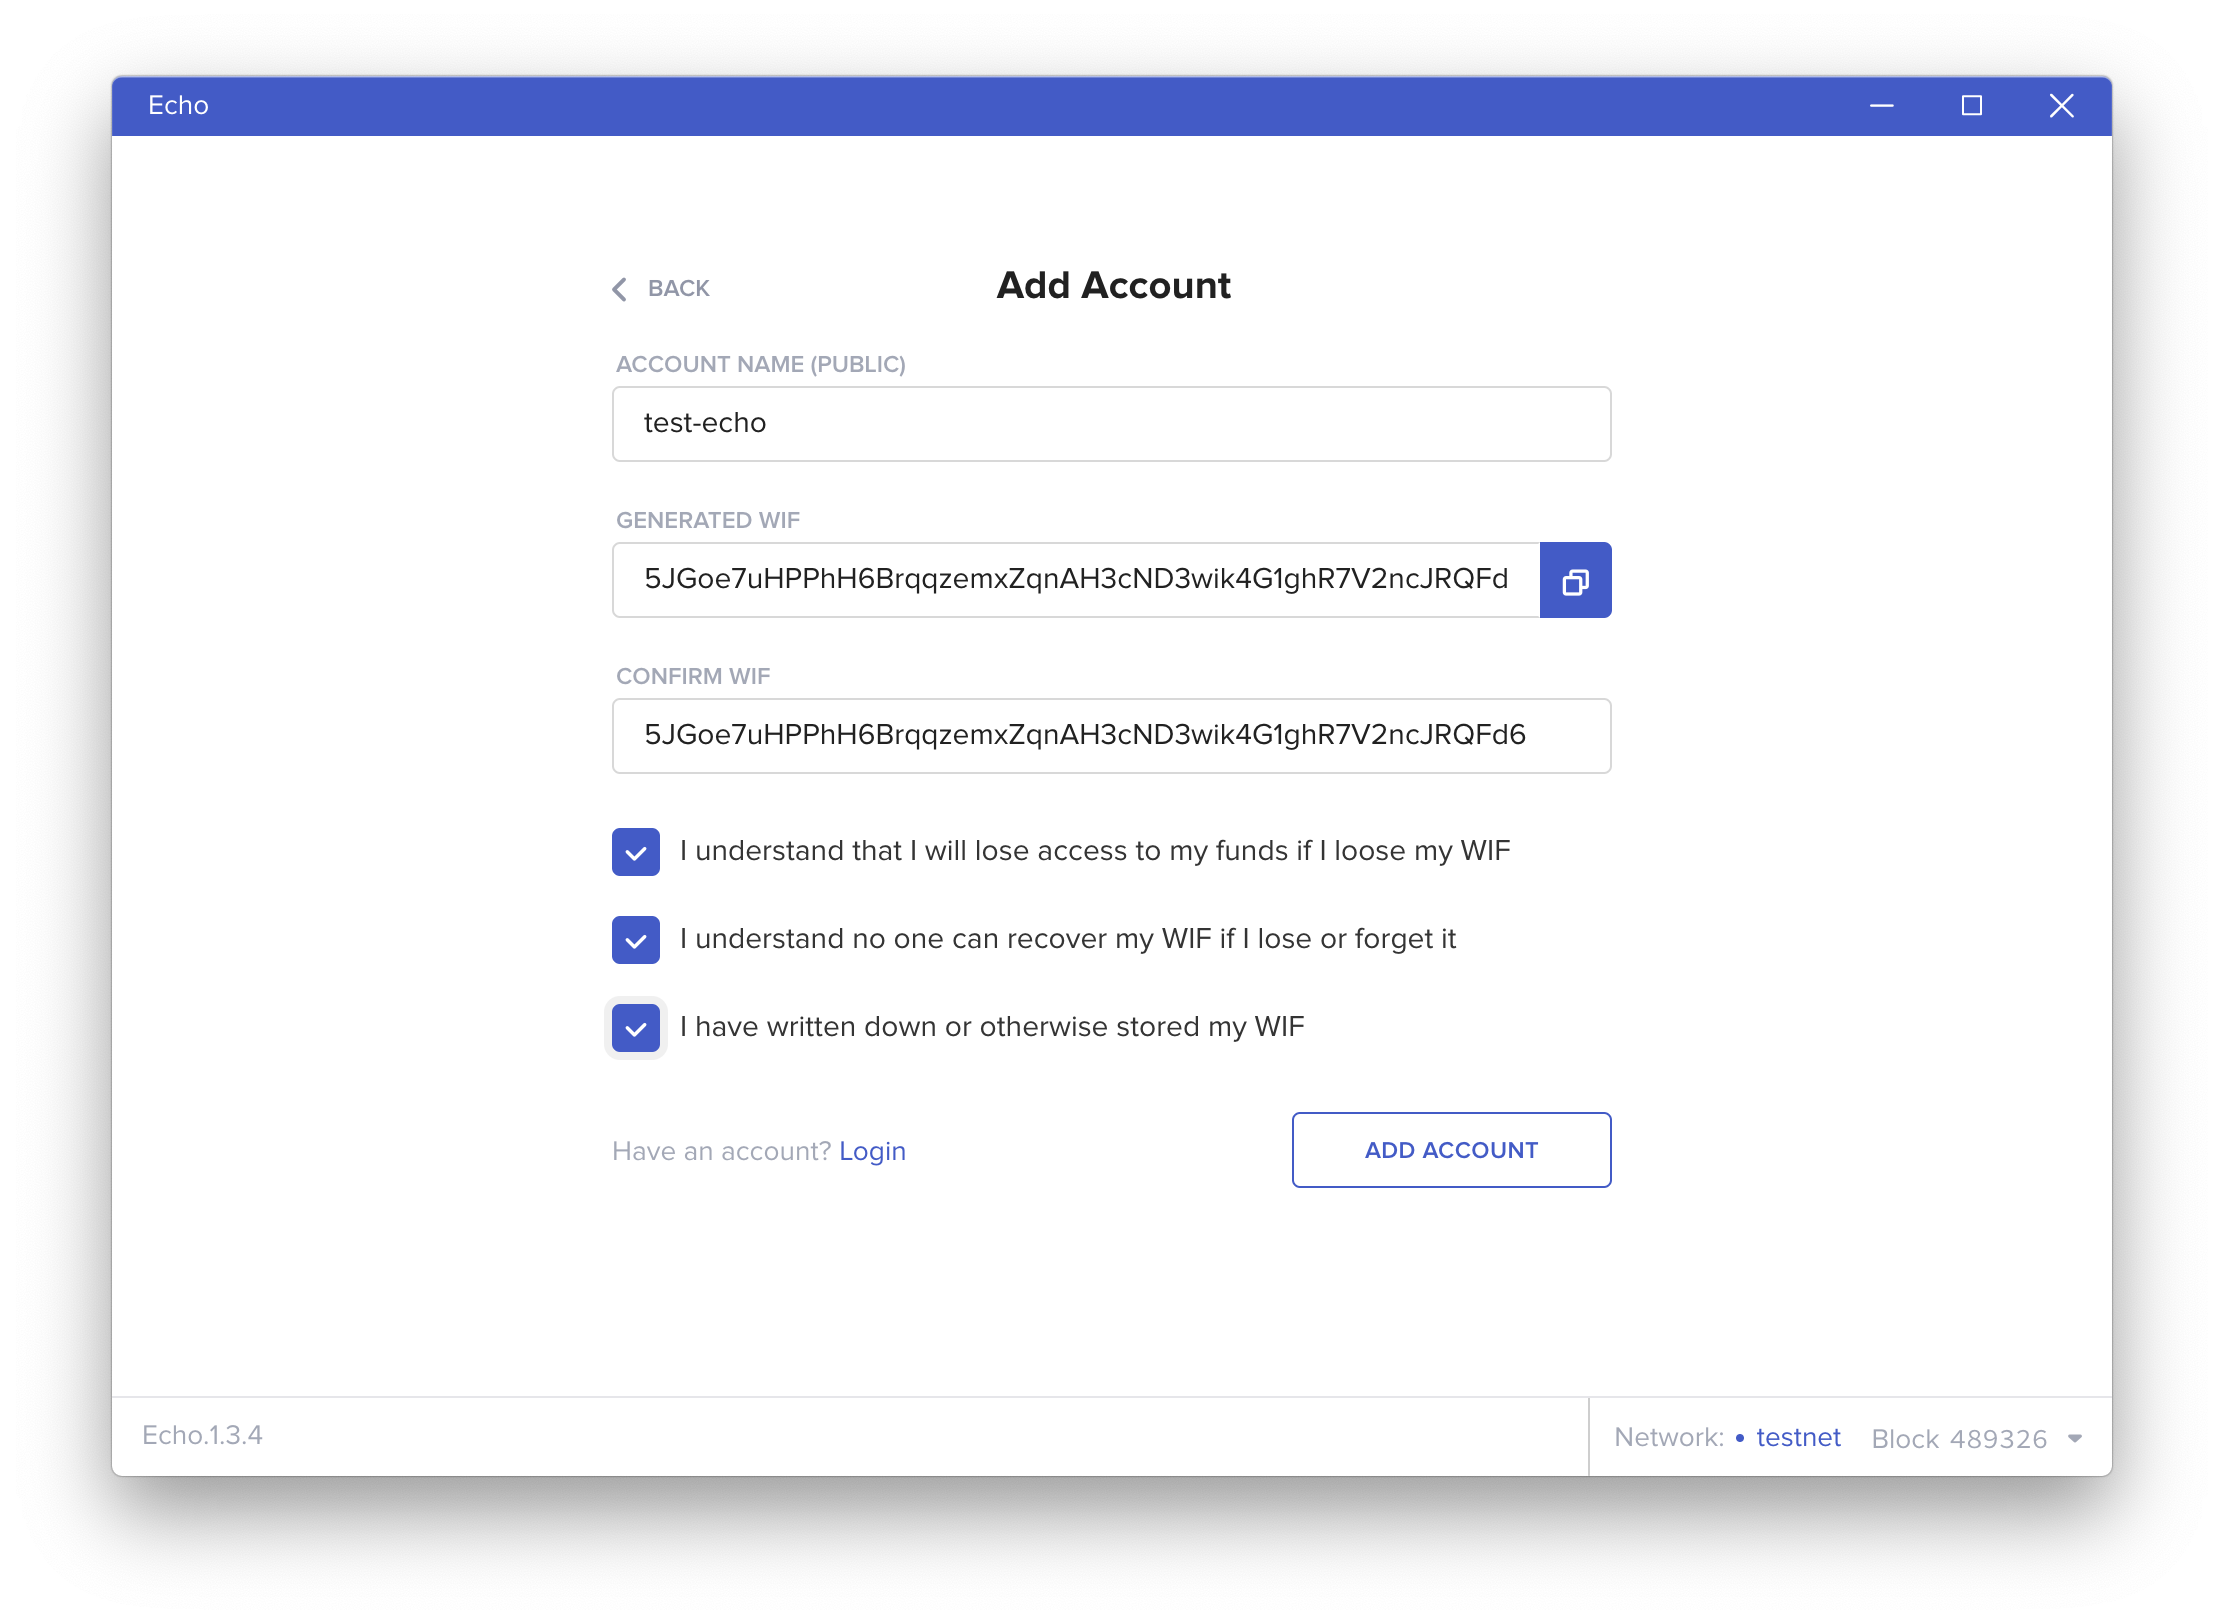 Echo
BACK
Add Account
ACCOUNT NAME (PUBLIC)
test-echo
GENERATED WIF
5JGoe7uHPPhH6BrqqzemxZqnAH3cND3wik4G1ghR7V2ncJRQFd
CONFIRM WIF
5JGoe7uHPPhH6BrqqzemxZqnAH3cND3wik4G1ghR7V2ncJRQFd6
I understand that I will lose access to my funds if I loose my WIF
I understand no one can recover my WIF if I lose or forget it
I have written down or otherwise stored my WIF
Have an account? Login
ADD ACCOUNT
Echo.1.3.4
Network: • testnet Block 489326